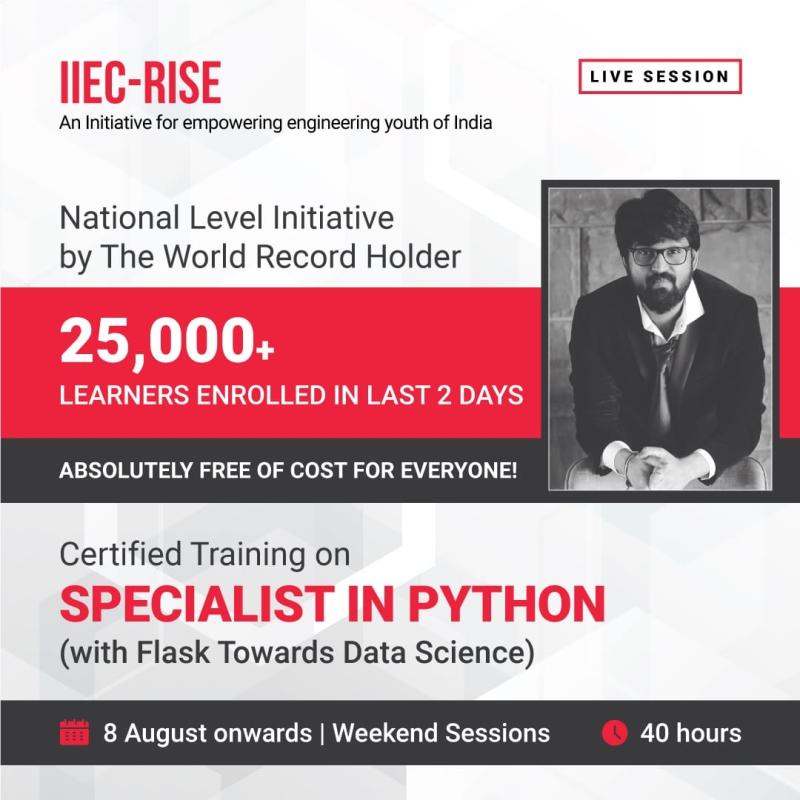 IIEC-RISE
An Initiative for empowering engineering youth of India
LIVE SESSION
National Level Initiative
by The World Record Holder
25,000+
LEARNERS ENROLLED IN LAST 2 DAYS
ABSOLUTELY FREE OF COST FOR EVERYONE!
Certified Training on
SPECIALIST IN PYTHON
(with Flask Towards Data Science)
8 August onwards | Weekend Sessions
40 hours